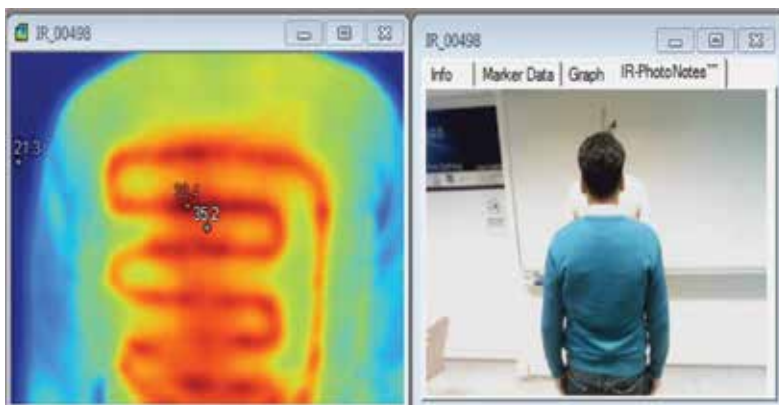 IR_00498
21.3
35.2
IR_00498
Info
Marker Data
Graph
IR-PhotoNotes™